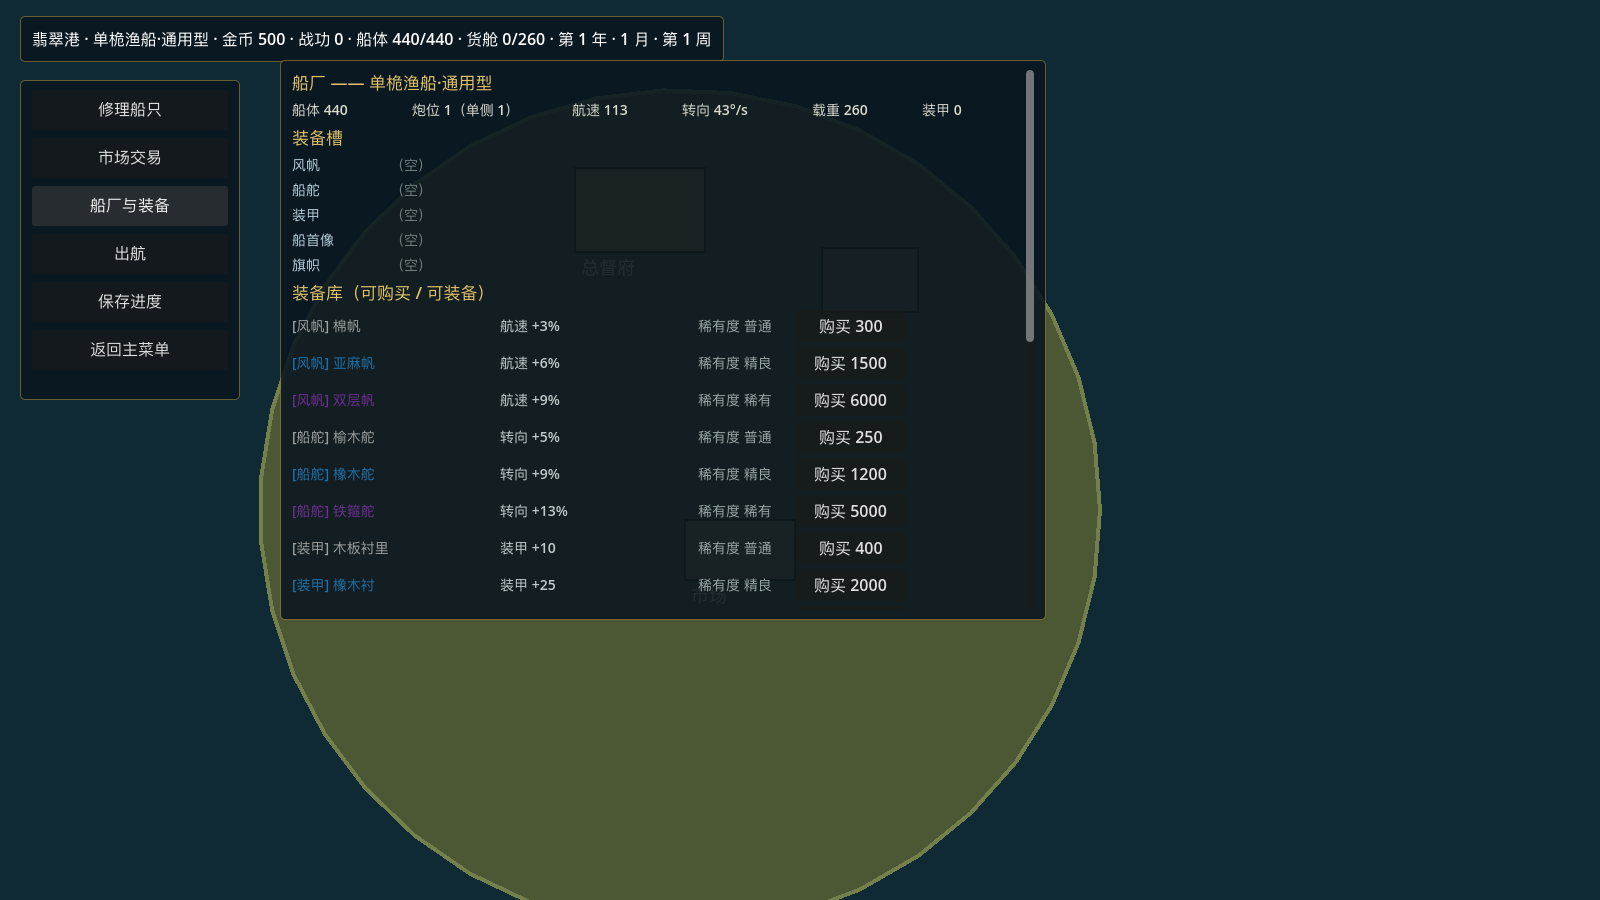 翡翠港 · 单桅渔船·通用型 · 金币 500 · 战功 0 · 船体 440/440 · 货舱 0/260 · 第 1 年 · 1 月 · 第 1 周
修理船只
市场交易
船厂与装备
出航
保存进度
返回主菜单
船厂 —— 单桅渔船·通用型
船体 440 炮位 1（单侧 1） 航速 113 转向 43°/s 载重 260 装甲 0
装备槽
风帆 （空）
船舵 （空）
装甲 （空）
船首像 （空）
旗帜 （空）
总督府
装备库（可购买 / 可装备）
[风帆] 棉帆 航速 +3% 稀有度 普通 购买 300
[风帆] 亚麻帆 航速 +6% 稀有度 精良 购买 1500
[风帆] 双层帆 航速 +9% 稀有度 稀有 购买 6000
[船舵] 榆木舵 转向 +5% 稀有度 普通 购买 250
[船舵] 橡木舵 转向 +9% 稀有度 精良 购买 1200
[船舵] 铁箍舵 转向 +13% 稀有度 稀有 购买 5000
[装甲] 木板衬里 装甲 +10 稀有度 普通 购买 400
[装甲] 橡木衬 装甲 +25 稀有度 精良 购买 2000
市场